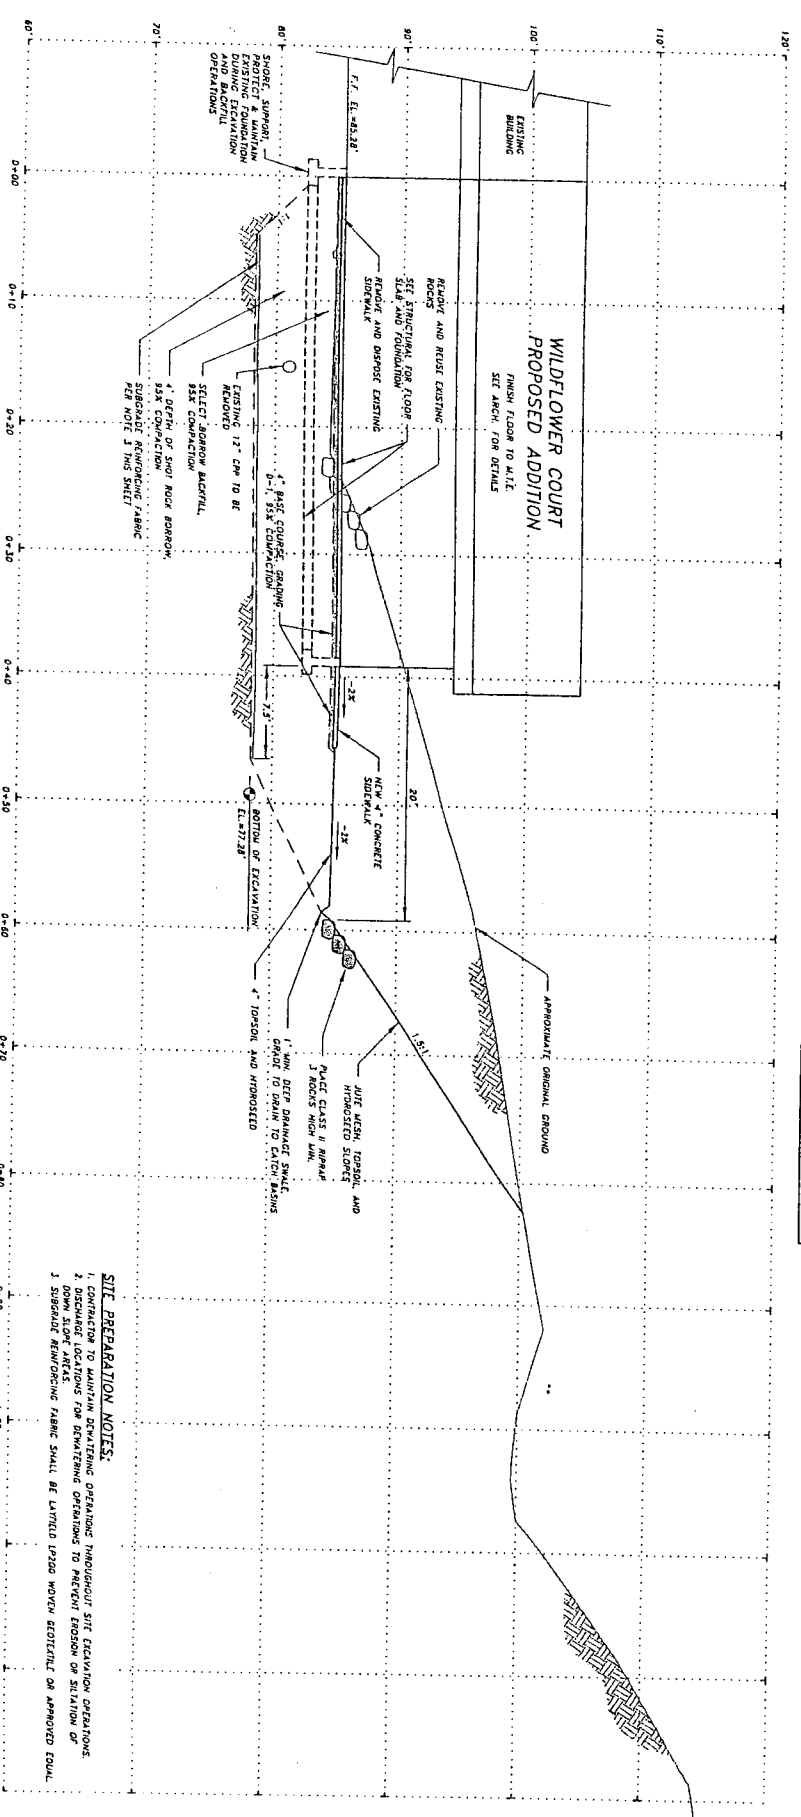 120'
110'
100'
90'
80'
70'
60'
EXISTING
BUILDING
WILDFLOWER COURT
PROPOSED ADDITION
FINISH FLOOR TO M.T.E.
SEE ARCH. FOR DETAILS
F.F. EL.=85.28'
REMOVE AND REUSE EXISTING
ROCKS
SEE STRUCTURAL FOR FLOOR
SLAB AND FOUNDATION
REMOVE AND DISPOSE EXISTING
SIDEWALK
SHORE, SUPPORT,
PROTECT & MAINTAIN
EXISTING FOUNDATION
DURING EXCAVATION
AND BACKFILL
OPERATIONS
4" BASE COURSE, GRADING
D-1, 95% COMPACTION
EXISTING 12" CPP TO BE
REMOVED
SELECT BORROW BACKFILL,
95% COMPACTION
4' DEPTH OF SHOT ROCK BORROW,
95% COMPACTION
SUBGRADE REINFORCING FABRIC
PER NOTE 3 THIS SHEET
20'
-2%
NEW 4" CONCRETE
SIDEWALK
-2%
7.5'
BOTTOM OF EXCAVATION
EL.=77.28'
APPROXIMATE ORIGINAL GROUND
1.5:1
JUTE MESH, TOPSOIL, AND
HYDROSEED SLOPES
PLACE CLASS II RIPRAP
3 ROCKS HIGH MIN.
1' MIN. DEEP DRAINAGE SWALE,
GRADE TO DRAIN TO CATCH BASINS
4" TOPSOIL AND HYDROSEED
SITE PREPARATION NOTES:
1. CONTRACTOR TO MAINTAIN DEWATERING OPERATIONS THROUGHOUT SITE EXCAVATION OPERATIONS.
2. DISCHARGE LOCATIONS FOR DEWATERING OPERATIONS TO PREVENT EROSION OR SILTATION OF
DOWN SLOPE AREAS.
3. SUBGRADE REINFORCING FABRIC SHALL BE LAYFIELD LP200 WOVEN GEOTEXTILE OR APPROVED EQUAL.
0+00
0+10
0+20
0+30
0+40
0+50
0+60
0+70